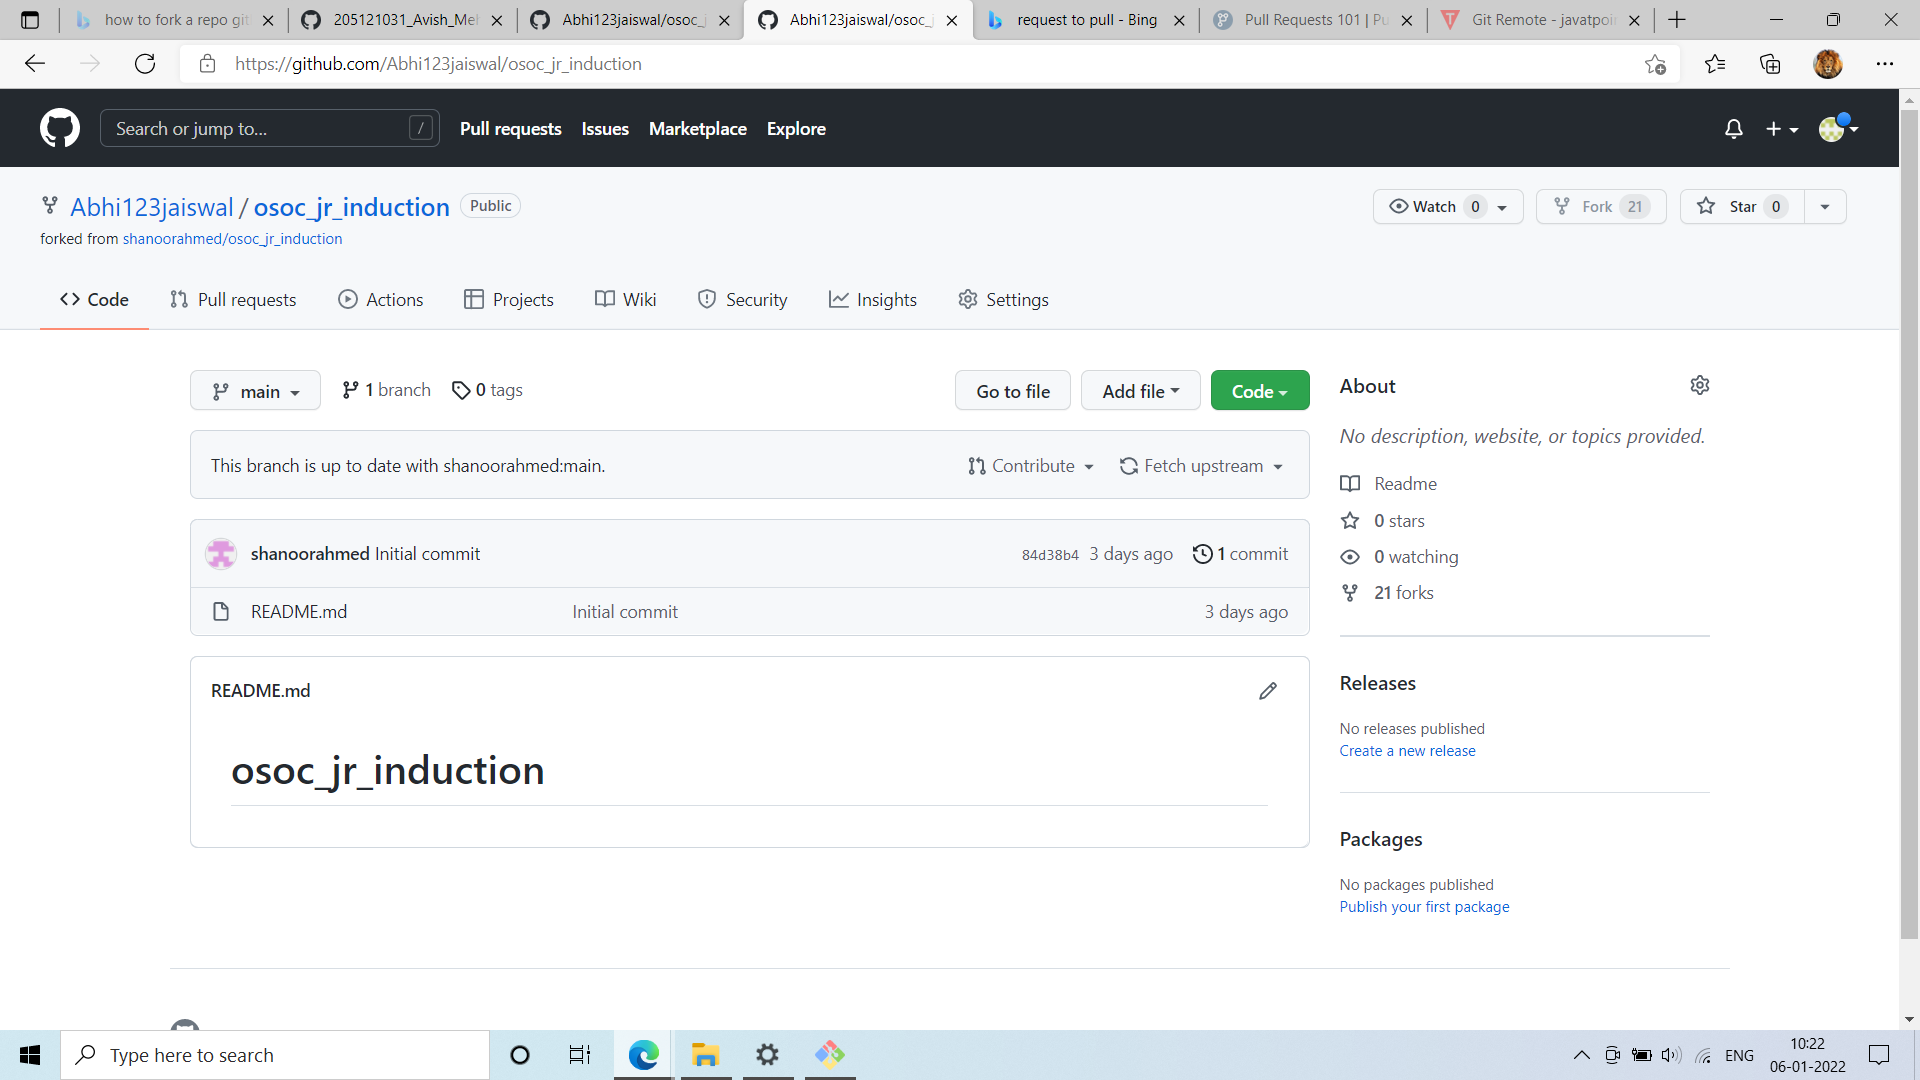 how to fork a repo git
205121031_Avish_Meh
Abhi123jaiswal/osoc_j
Abhi123jaiswal/osoc_j
request to pull - Bing
Pull Requests 101 | Pu
Git Remote - javatpoin
https://github.com/Abhi123jaiswal/osoc_jr_induction
Search or jump to... /
Pull requests Issues Marketplace Explore
Abhi123jaiswal / osoc_jr_induction Public
Watch 0 Fork 21 Star 0
forked from shanoorahmed/osoc_jr_induction
Code Pull requests Actions Projects Wiki Security Insights Settings
main 1 branch 0 tags Go to file Add file Code
This branch is up to date with shanoorahmed:main. Contribute Fetch upstream
shanoorahmed Initial commit 84d38b4 3 days ago 1 commit
README.md Initial commit 3 days ago
README.md
osoc_jr_induction
About
No description, website, or topics provided.
Readme
0 stars
0 watching
21 forks
Releases
No releases published
Create a new release
Packages
No packages published
Publish your first package
Type here to search
ENG
10:22
06-01-2022